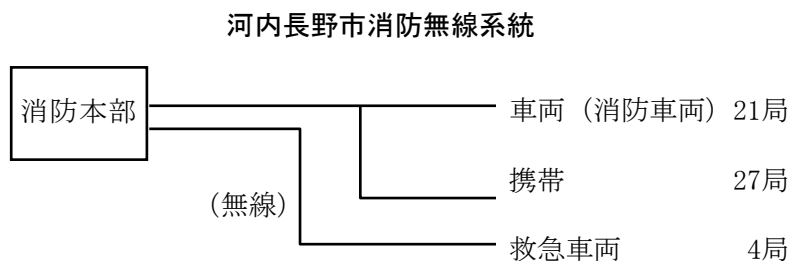 河内長野市消防無線系統
消防本部
車両（消防車両）21局
携帯 27局
（無線）
救急車両 4局